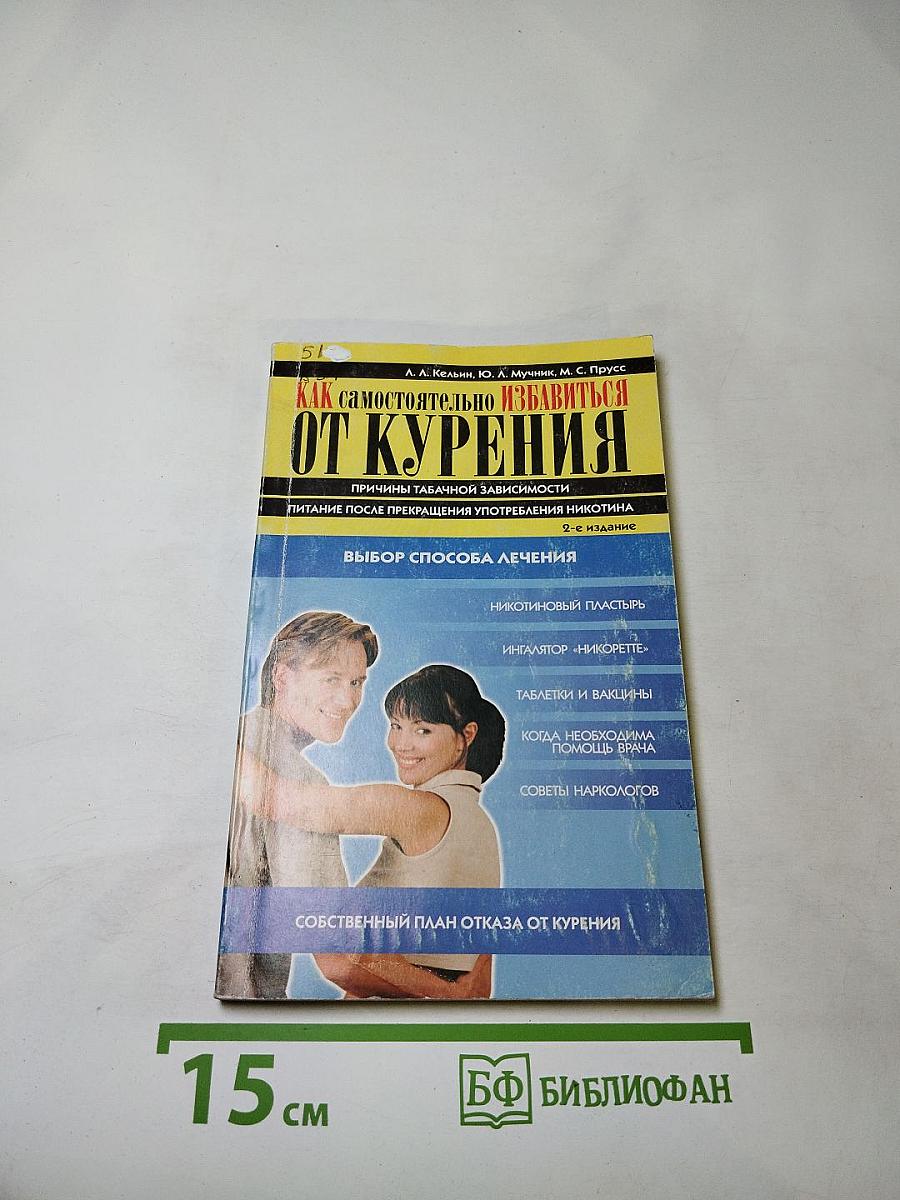 51
Л. Л. Кельин, Ю. Л. Мучник, М. С. Прусс
КАК самостоятельно ИЗБАВИТЬСЯ
ОТ КУРЕНИЯ
ПРИЧИНЫ ТАБАЧНОЙ ЗАВИСИМОСТИ
ПИТАНИЕ ПОСЛЕ ПРЕКРАЩЕНИЯ УПОТРЕБЛЕНИЯ НИКОТИНА
2-е издание
ВЫБОР СПОСОБА ЛЕЧЕНИЯ
НИКОТИНОВЫЙ ПЛАСТЫРЬ
ИНГАЛЯТОР «НИКОРЕТТЕ»
ТАБЛЕТКИ И ВАКЦИНЫ
КОГДА НЕОБХОДИМА
ПОМОЩЬ ВРАЧА
СОВЕТЫ НАРКОЛОГОВ
СОБСТВЕННЫЙ ПЛАН ОТКАЗА ОТ КУРЕНИЯ
15 см
БФ БИБЛИОФАН